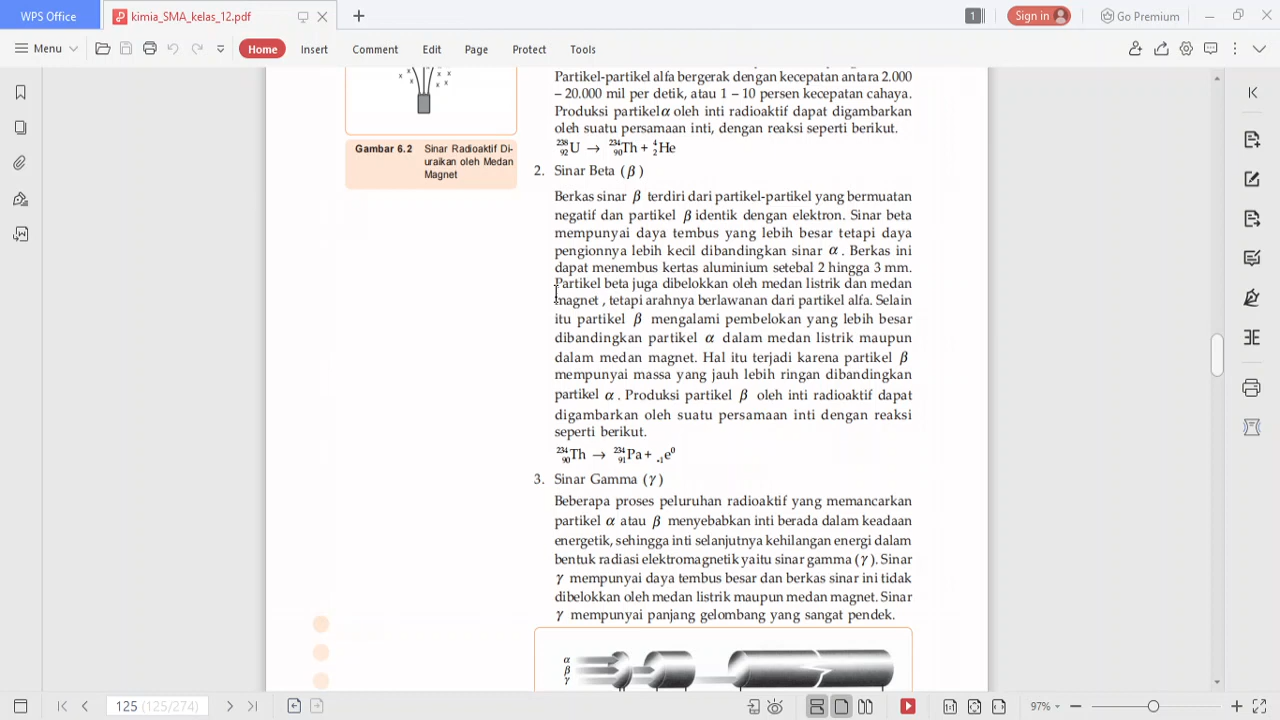 WPS Office
kimia_SMA_kelas_12.pdf
1
Sign in
Go Premium
Menu
Home
Insert
Comment
Edit
Page
Protect
Tools
Partikel-partikel alfa bergerak dengan kecepatan antara 2.000
– 20.000 mil per detik, atau 1 – 10 persen kecepatan cahaya.
Produksi partikel α oleh inti radioaktif dapat digambarkan
oleh suatu persamaan inti, dengan reaksi seperti berikut.
²³⁸₉₂U → ²³⁴₉₀Th + ⁴₂He
Gambar 6.2 Sinar Radioaktif Di-
uraikan oleh Medan
Magnet
2. Sinar Beta (β)
Berkas sinar β terdiri dari partikel-partikel yang bermuatan
negatif dan partikel β identik dengan elektron. Sinar beta
mempunyai daya tembus yang lebih besar tetapi daya
pengionnya lebih kecil dibandingkan sinar α. Berkas ini
dapat menembus kertas aluminium setebal 2 hingga 3 mm.
Partikel beta juga dibelokkan oleh medan listrik dan medan
magnet , tetapi arahnya berlawanan dari partikel alfa. Selain
itu partikel β mengalami pembelokan yang lebih besar
dibandingkan partikel α dalam medan listrik maupun
dalam medan magnet. Hal itu terjadi karena partikel β
mempunyai massa yang jauh lebih ringan dibandingkan
partikel α. Produksi partikel β oleh inti radioaktif dapat
digambarkan oleh suatu persamaan inti dengan reaksi
seperti berikut.
²³⁴₉₀Th → ²³⁴₉₁Pa + ₋₁e⁰
3. Sinar Gamma (γ)
Beberapa proses peluruhan radioaktif yang memancarkan
partikel α atau β menyebabkan inti berada dalam keadaan
energetik, sehingga inti selanjutnya kehilangan energi dalam
bentuk radiasi elektromagnetik yaitu sinar gamma (γ). Sinar
γ mempunyai daya tembus besar dan berkas sinar ini tidak
dibelokkan oleh medan listrik maupun medan magnet. Sinar
γ mempunyai panjang gelombang yang sangat pendek.
α
β
γ
125 (125/274)
97%